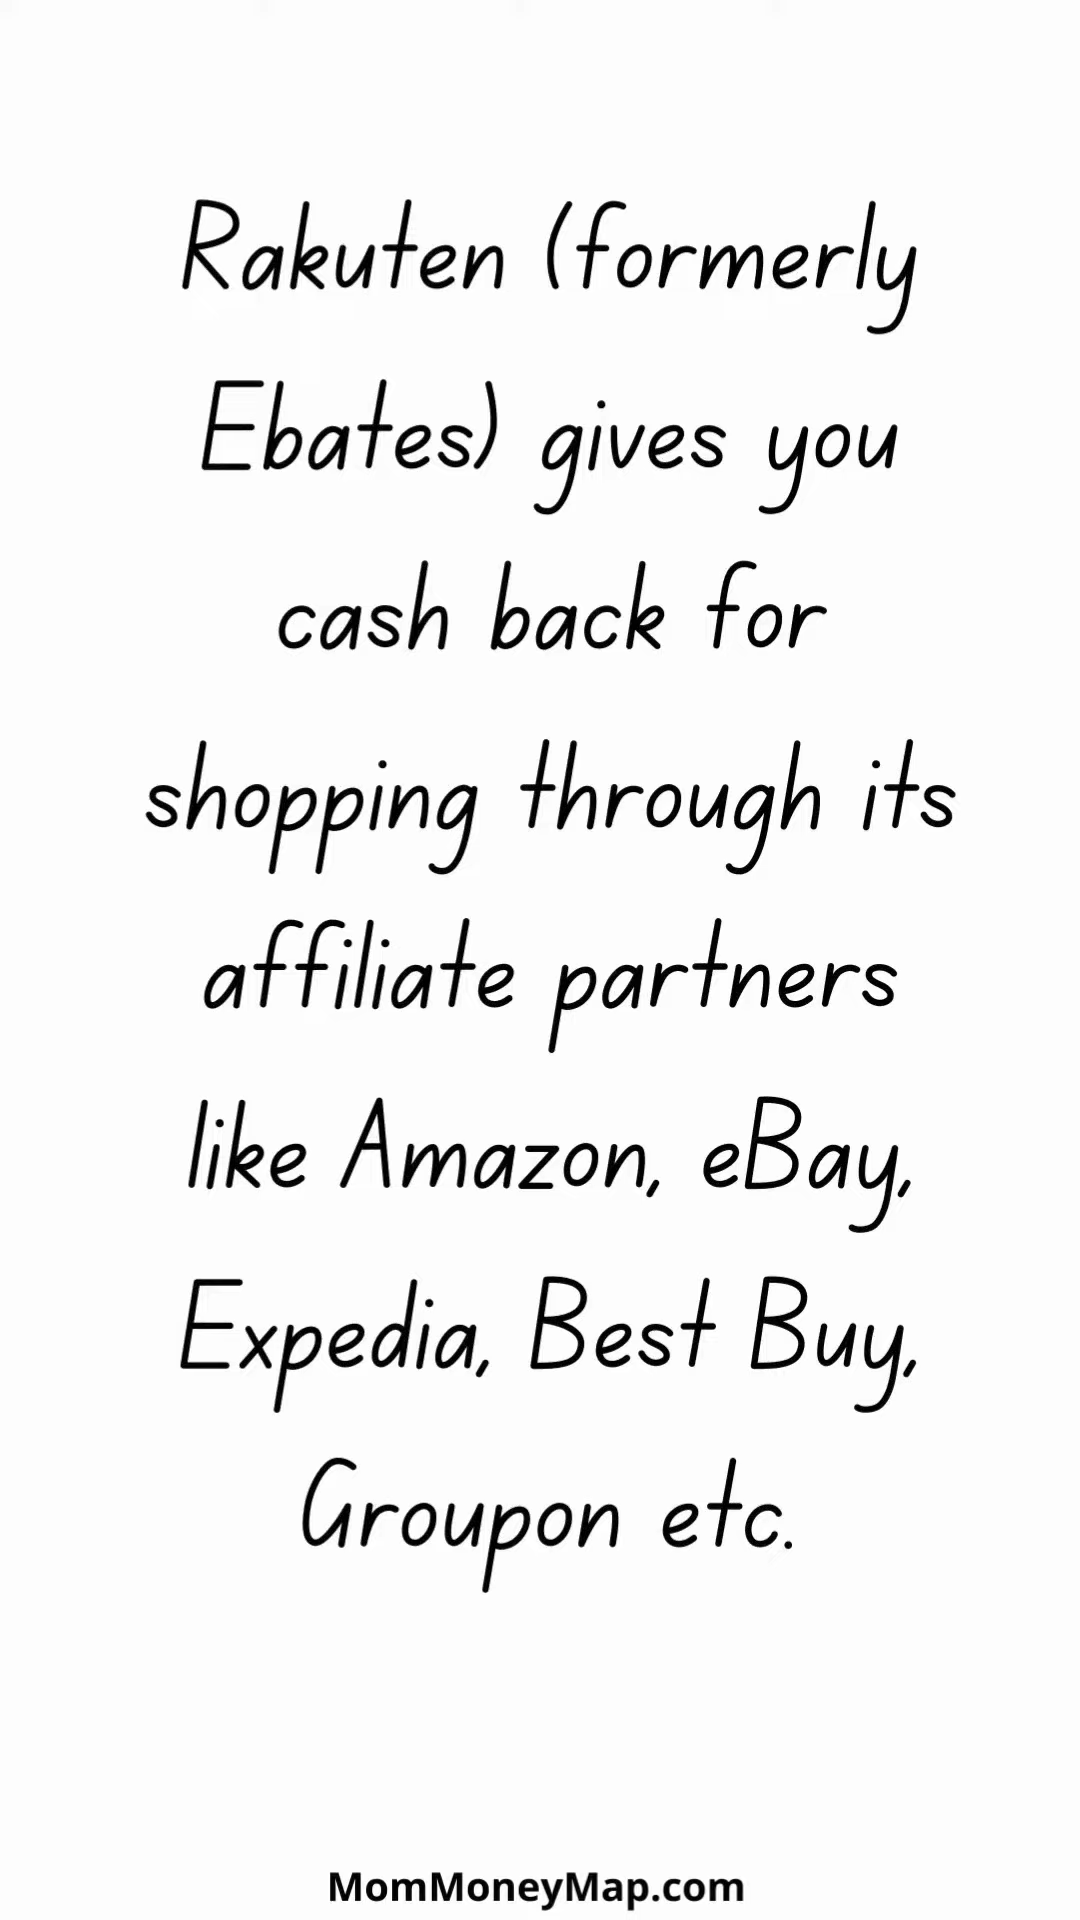 Rakuten (formerly
Ebates) gives you
cash back for
shopping through its
affiliate partners
like Amazon, eBay,
Expedia, Best Buy,
Groupon etc.
MomMoneyMap.com